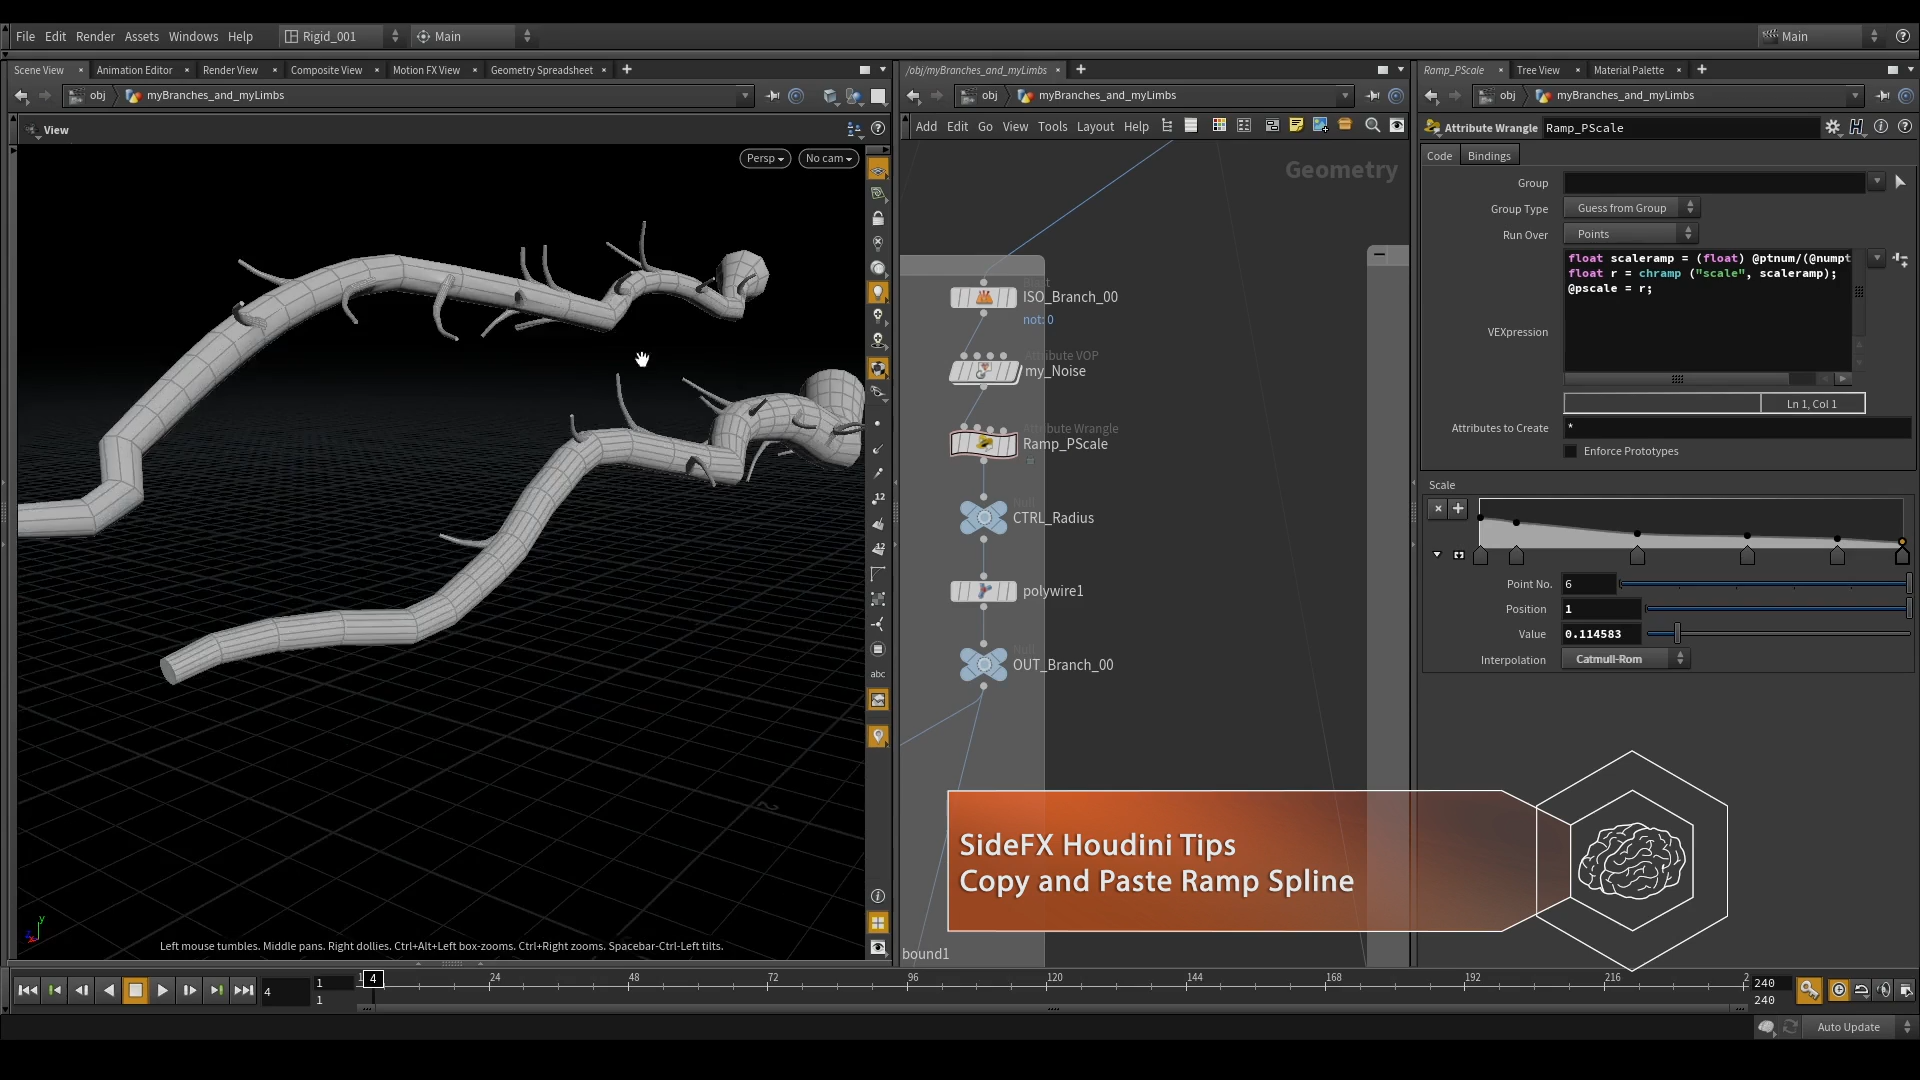 File Edit Render Assets Windows Help Rigid_001 Main Main
Scene View Animation Editor Render View Composite View Motion FX View Geometry Spreadsheet
obj myBranches_and_myLimbs
View
Persp No cam
12
12
abc
Left mouse tumbles. Middle pans. Right dollies. Ctrl+Alt+Left box-zooms. Ctrl+Right zooms. Spacebar-Ctrl-Left tilts.
/obj/myBranches_and_myLimbs
obj myBranches_and_myLimbs
Add Edit Go View Tools Layout Help
Geometry
ISO_Branch_00
not: 0
Attribute VOP
my_Noise
Attribute Wrangle
Ramp_PScale
Null
CTRL_Radius
polywire1
Null
OUT_Branch_00
bound1
Ramp_PScale Tree View Material Palette
obj myBranches_and_myLimbs
Attribute Wrangle Ramp_PScale
Code Bindings
Group
Group Type Guess from Group
Run Over Points
VEXpression
float scaleramp = (float) @ptnum/(@numpt
float r = chramp ("scale", scaleramp);
@pscale = r;
Ln 1, Col 1
Attributes to Create *
Enforce Prototypes
Scale
Point No. 6
Position 1
Value 0.114583
Interpolation Catmull-Rom
SideFX Houdini Tips
Copy and Paste Ramp Spline
4 1 1 4 24 48 72 96 120 144 168 192 216 2 240
1 240
Auto Update